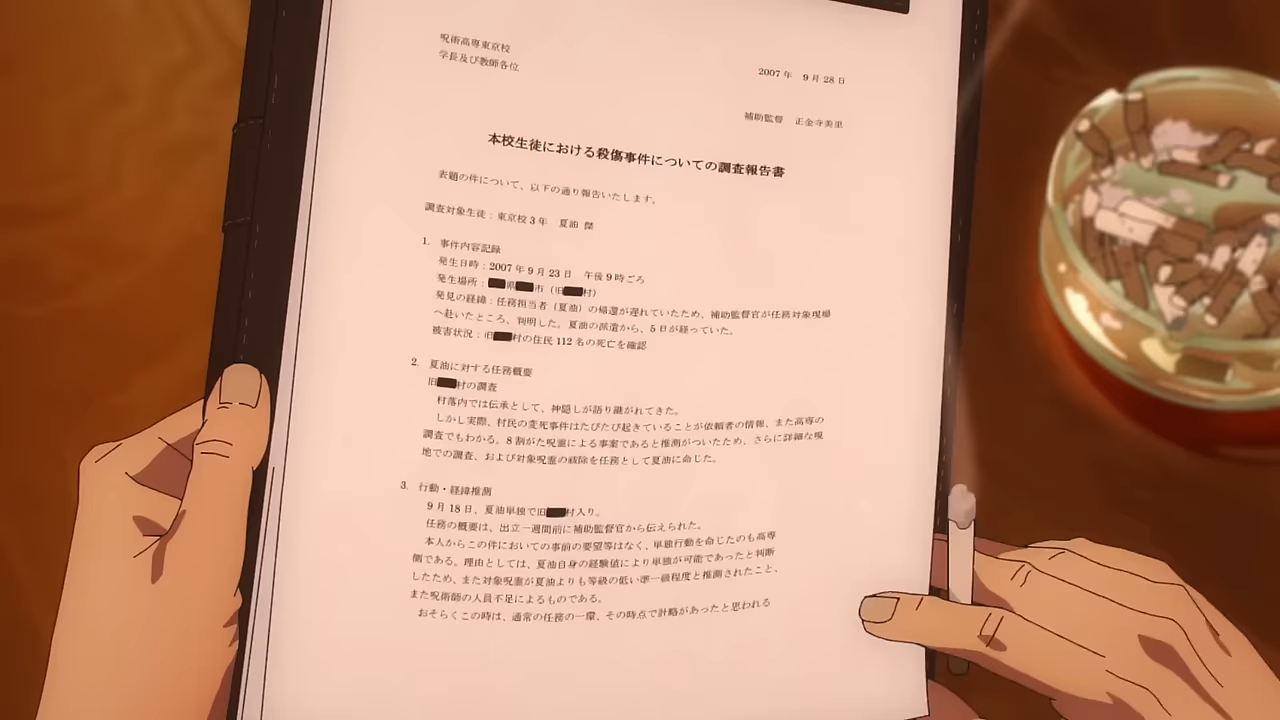 呪術高専東京校
学長及び教師各位
2007 年　9 月 28 日
補助監督　正金寺美里
本校生徒における殺傷事件についての調査報告書
表題の件について、以下の通り報告いたします。
調査対象生徒：東京校 3 年　夏油 傑
1.　事件内容記録
発生日時：2007 年 9 月 23 日　午後 9 時ごろ
発生場所：県市（旧村）
発見の経緯：任務担当者（夏油）の帰還が遅れていたため、補助監督官が任務対象現場
へ赴いたところ、判明した。夏油の派遣から、5 日が経っていた。
被害状況：旧村の住民 112 名の死亡を確認
2.　夏油に対する任務概要
旧村の調査
村落内では伝承として、神隠しが語り継がれてきた。
しかし実際、村民の変死事件はたびたび起きていることが依頼者の情報、また高専の
調査でもわかる。8 割がた呪霊による事案であると推測がついたため、さらに詳細な現
地での調査、および対象呪霊の祓除を任務として夏油に命じた。
3.　行動・経緯推測
9 月 18 日、夏油単独で旧村入り。
任務の概要は、出立一週間前に補助監督官から伝えられた。
本人からこの件においての事前の要望等はなく、単独行動を命じたのも高専
側である。理由としては、夏油自身の経験値により単独が可能であったと判断
したため、また対象呪霊が夏油よりも等級の低い準一級程度と推測されたこと、
また呪術師の人員不足によるものである。
おそらくこの時は、通常の任務の一環、その時点で計略があったと思われる